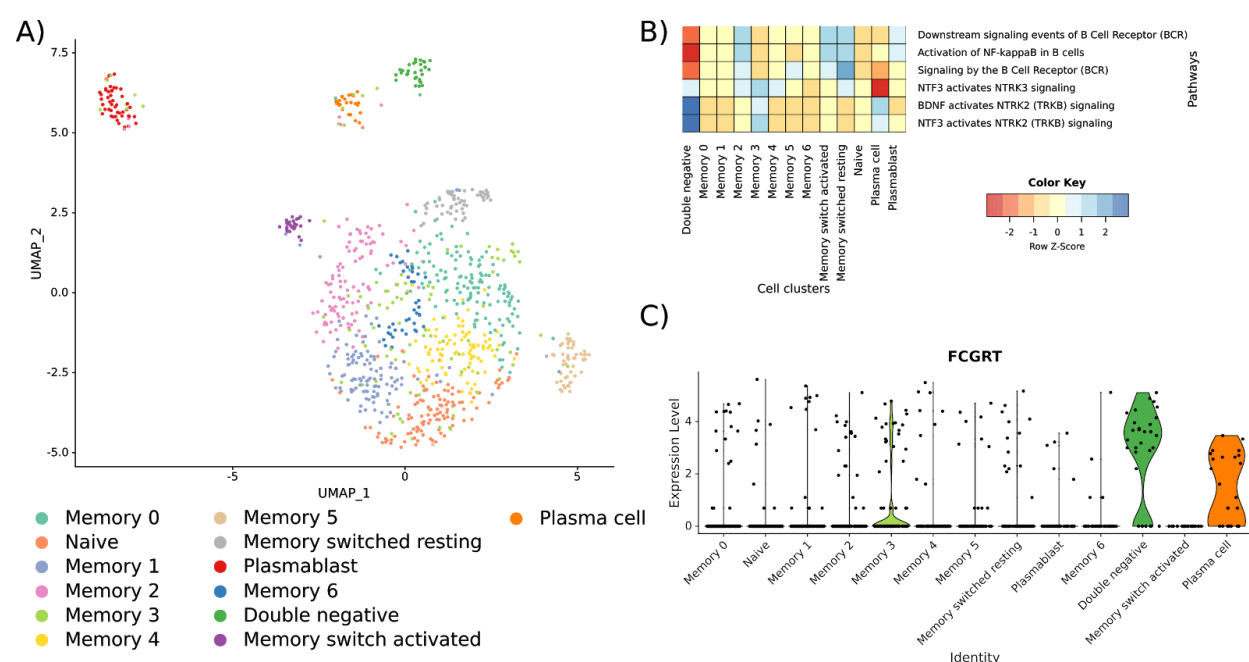 A)
7.5
5.0
2.5
0.0
-2.5
-5.0
UMAP_2
-5
0
5
UMAP_1
Memory 0
Naive
Memory 1
Memory 2
Memory 3
Memory 4
Memory 5
Memory switched resting
Plasmablast
Memory 6
Double negative
Memory switch activated
Plasma cell
B)
Downstream signaling events of B Cell Receptor (BCR)
Activation of NF-kappaB in B cells
Signaling by the B Cell Receptor (BCR)
NTF3 activates NTRK3 signaling
BDNF activates NTRK2 (TRKB) signaling
NTF3 activates NTRK2 (TRKB) signaling
Pathways
Double negative
Memory 0
Memory 1
Memory 2
Memory 3
Memory 4
Memory 5
Memory 6
Memory switch activated
Memory switched resting
Naive
Plasma cell
Plasmablast
Cell clusters
Color Key
-2 -1 0 1 2
Row Z-Score
C)
FCGRT
Expression Level
4
2
0
Memory 0
Naive
Memory 1
Memory 2
Memory 3
Memory 4
Memory 5
Memory switched resting
Plasmablast
Memory 6
Double negative
Memory switch activated
Plasma cell
Identity